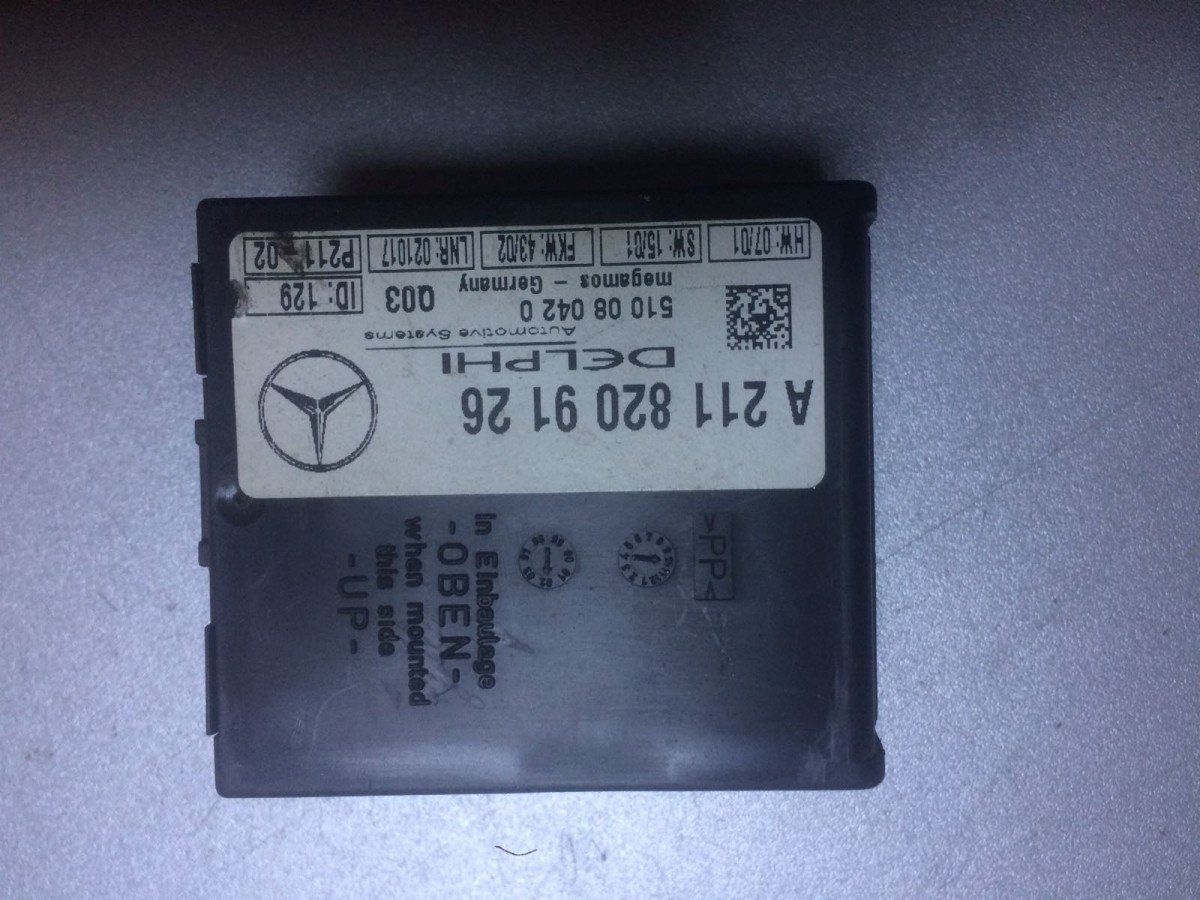 A 211 820 91 26
DELPHI
Automotive Systems
510 08 042 0
megamos - Germany
Q03
ID: 129
HW: 07/01
SW: 15/01
FKW: 43/02
LNR: 021017
P211-02
>PP<
in Einbaulage
-OBEN-
when mounted
this side
-UP-